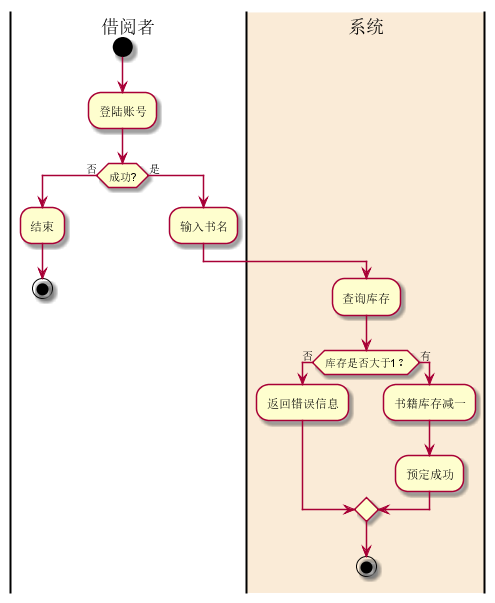 借阅者
系统
登陆账号
否
成功?
是
结束
输入书名
查询库存
否
库存是否大于1？
有
返回错误信息
书籍库存减一
预定成功